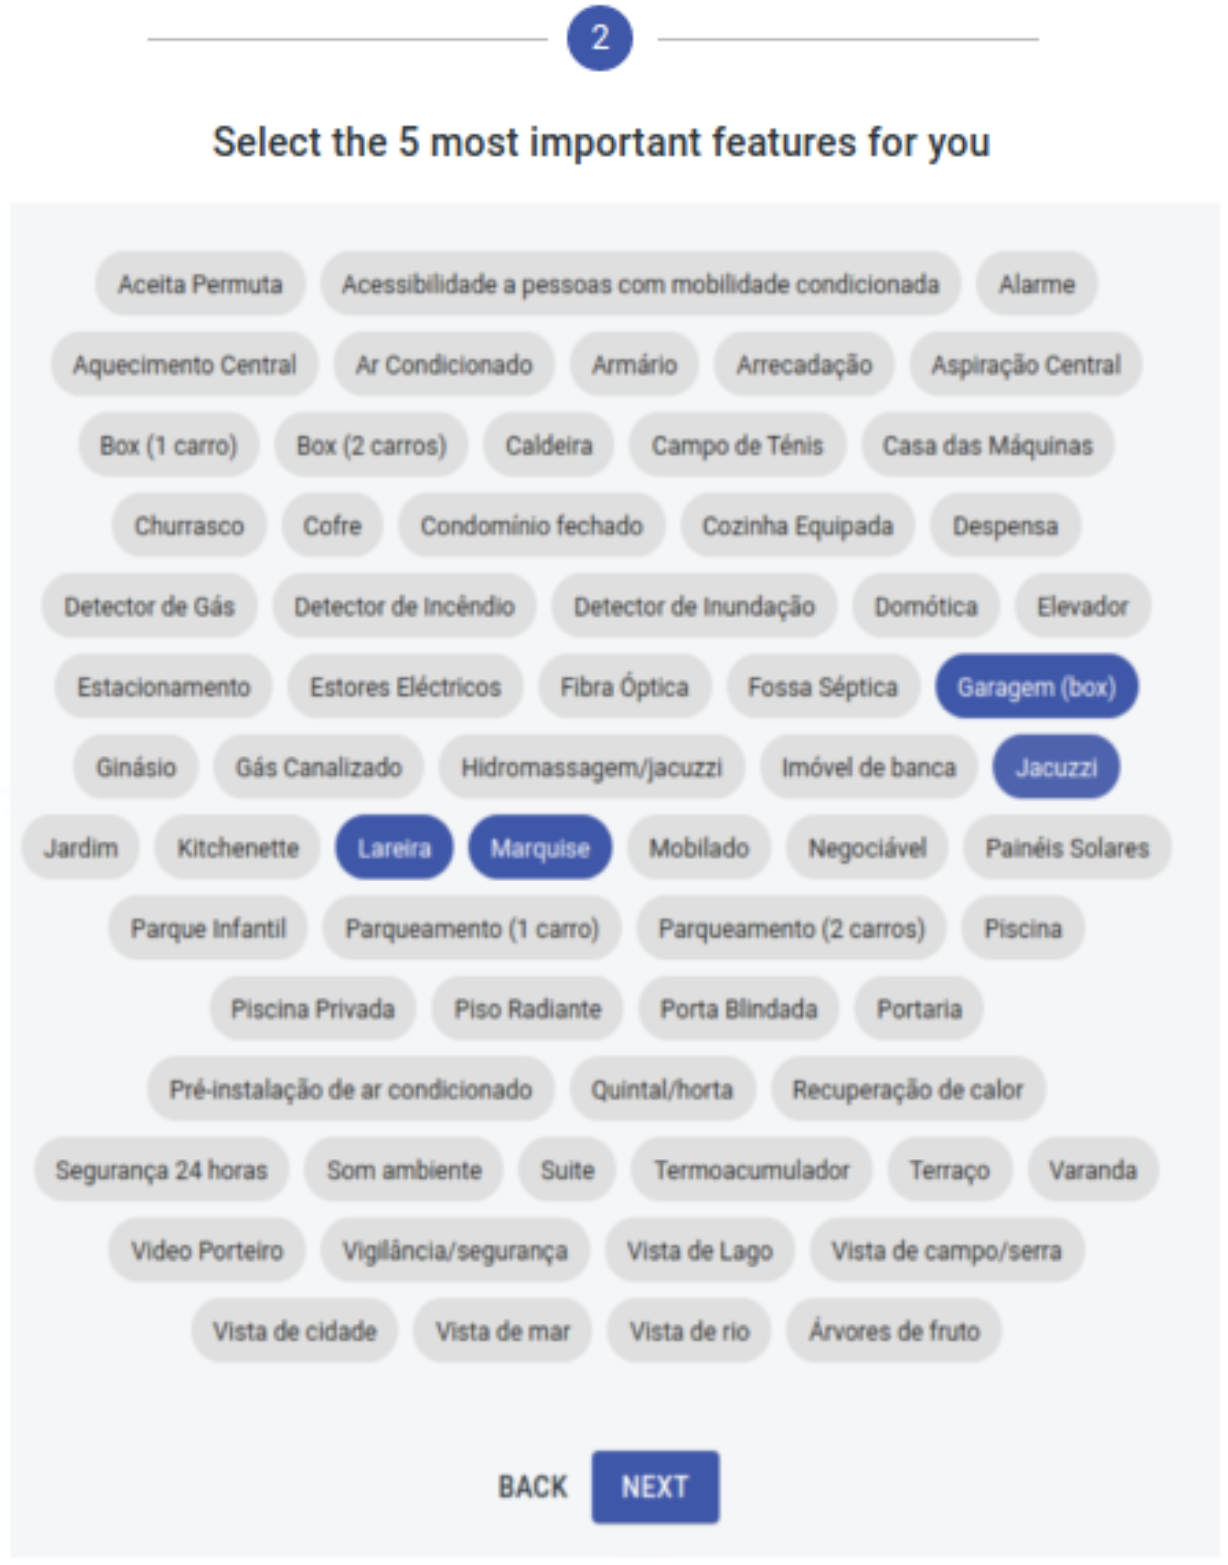 2
Select the 5 most important features for you
Aceita Permuta Acessibilidade a pessoas com mobilidade condicionada Alarme
Aquecimento Central Ar Condicionado Armário Arrecadação Aspiração Central
Box (1 carro) Box (2 carros) Caldeira Campo de Ténis Casa das Máquinas
Churrasco Cofre Condomínio fechado Cozinha Equipada Despensa
Detector de Gás Detector de Incêndio Detector de Inundação Domótica Elevador
Estacionamento Estores Eléctricos Fibra Óptica Fossa Séptica Garagem (box)
Ginásio Gás Canalizado Hidromassagem/jacuzzi Imóvel de banca Jacuzzi
Jardim Kitchenette Lareira Marquise Mobilado Negociável Painéis Solares
Parque Infantil Parqueamento (1 carro) Parqueamento (2 carros) Piscina
Piscina Privada Piso Radiante Porta Blindada Portaria
Pré-instalação de ar condicionado Quintal/horta Recuperação de calor
Segurança 24 horas Som ambiente Suite Termoacumulador Terraço Varanda
Video Porteiro Vigilância/segurança Vista de Lago Vista de campo/serra
Vista de cidade Vista de mar Vista de rio Árvores de fruto
BACK NEXT